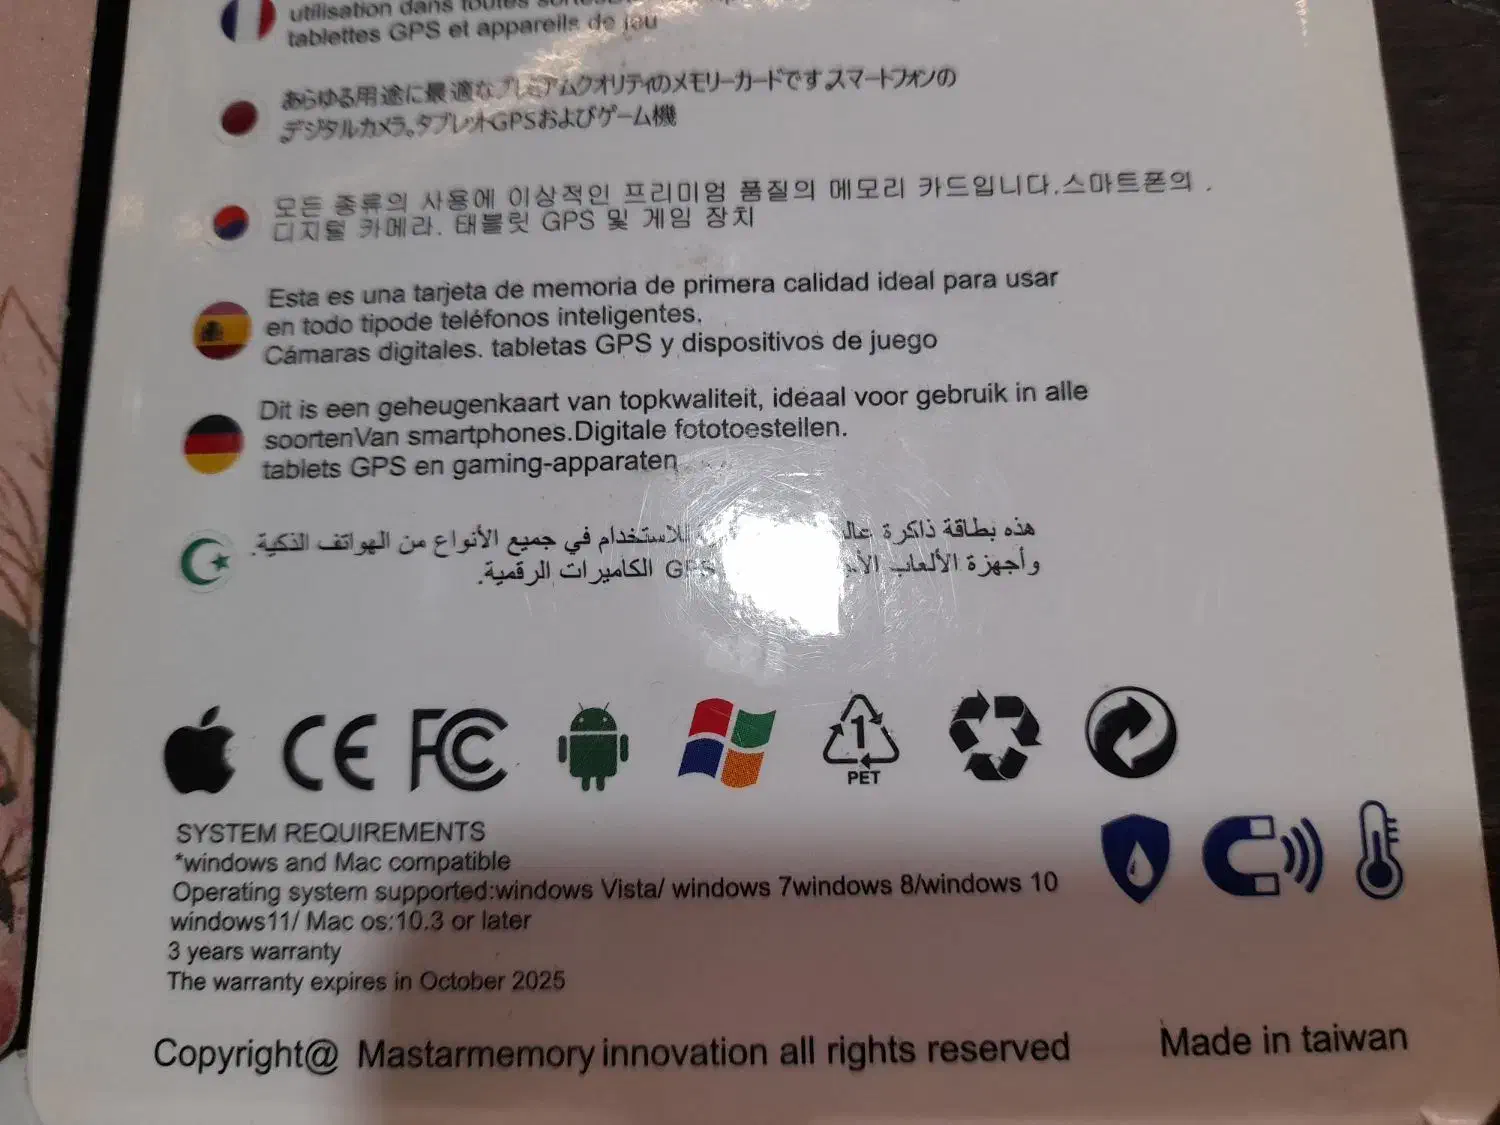 utilisation dans toutes
tablettes GPS et appareils de jeu
あらゆる用途に最適なプレミアムクオリティのメモリーカードですスマートフォンの
デジタルカメラ。タブレットGPSおよびゲーム機
모든 종류의 사용에 이상적인 프리미엄 품질의 메모리 카드입니다.스마트폰의 .
디지털 카메라. 태블릿 GPS 및 게임 장치
Esta es una tarjeta de memoria de primera calidad ideal para usar
en todo tipode teléfonos inteligentes.
Cámaras digitales. tabletas GPS y dispositivos de juego
Dit is een geheugenkaart van topkwaliteit, ideaal voor gebruik in alle
soortenVan smartphones.Digitale fototoestellen.
tablets GPS en gaming-apparaten
هذه بطاقة ذاكرة للاستخدام في جميع الأنواع من الهواتف الذكية.
وأجهزة الألعاب GPS الكاميرات الرقمية.
CE FC 1
PET
SYSTEM REQUIREMENTS
*windows and Mac compatible
Operating system supported:windows Vista/ windows 7windows 8/windows 10
windows11/ Mac os:10.3 or later
3 years warranty
The warranty expires in October 2025
Copyright@ Mastarmemory innovation all rights reserved Made in taiwan